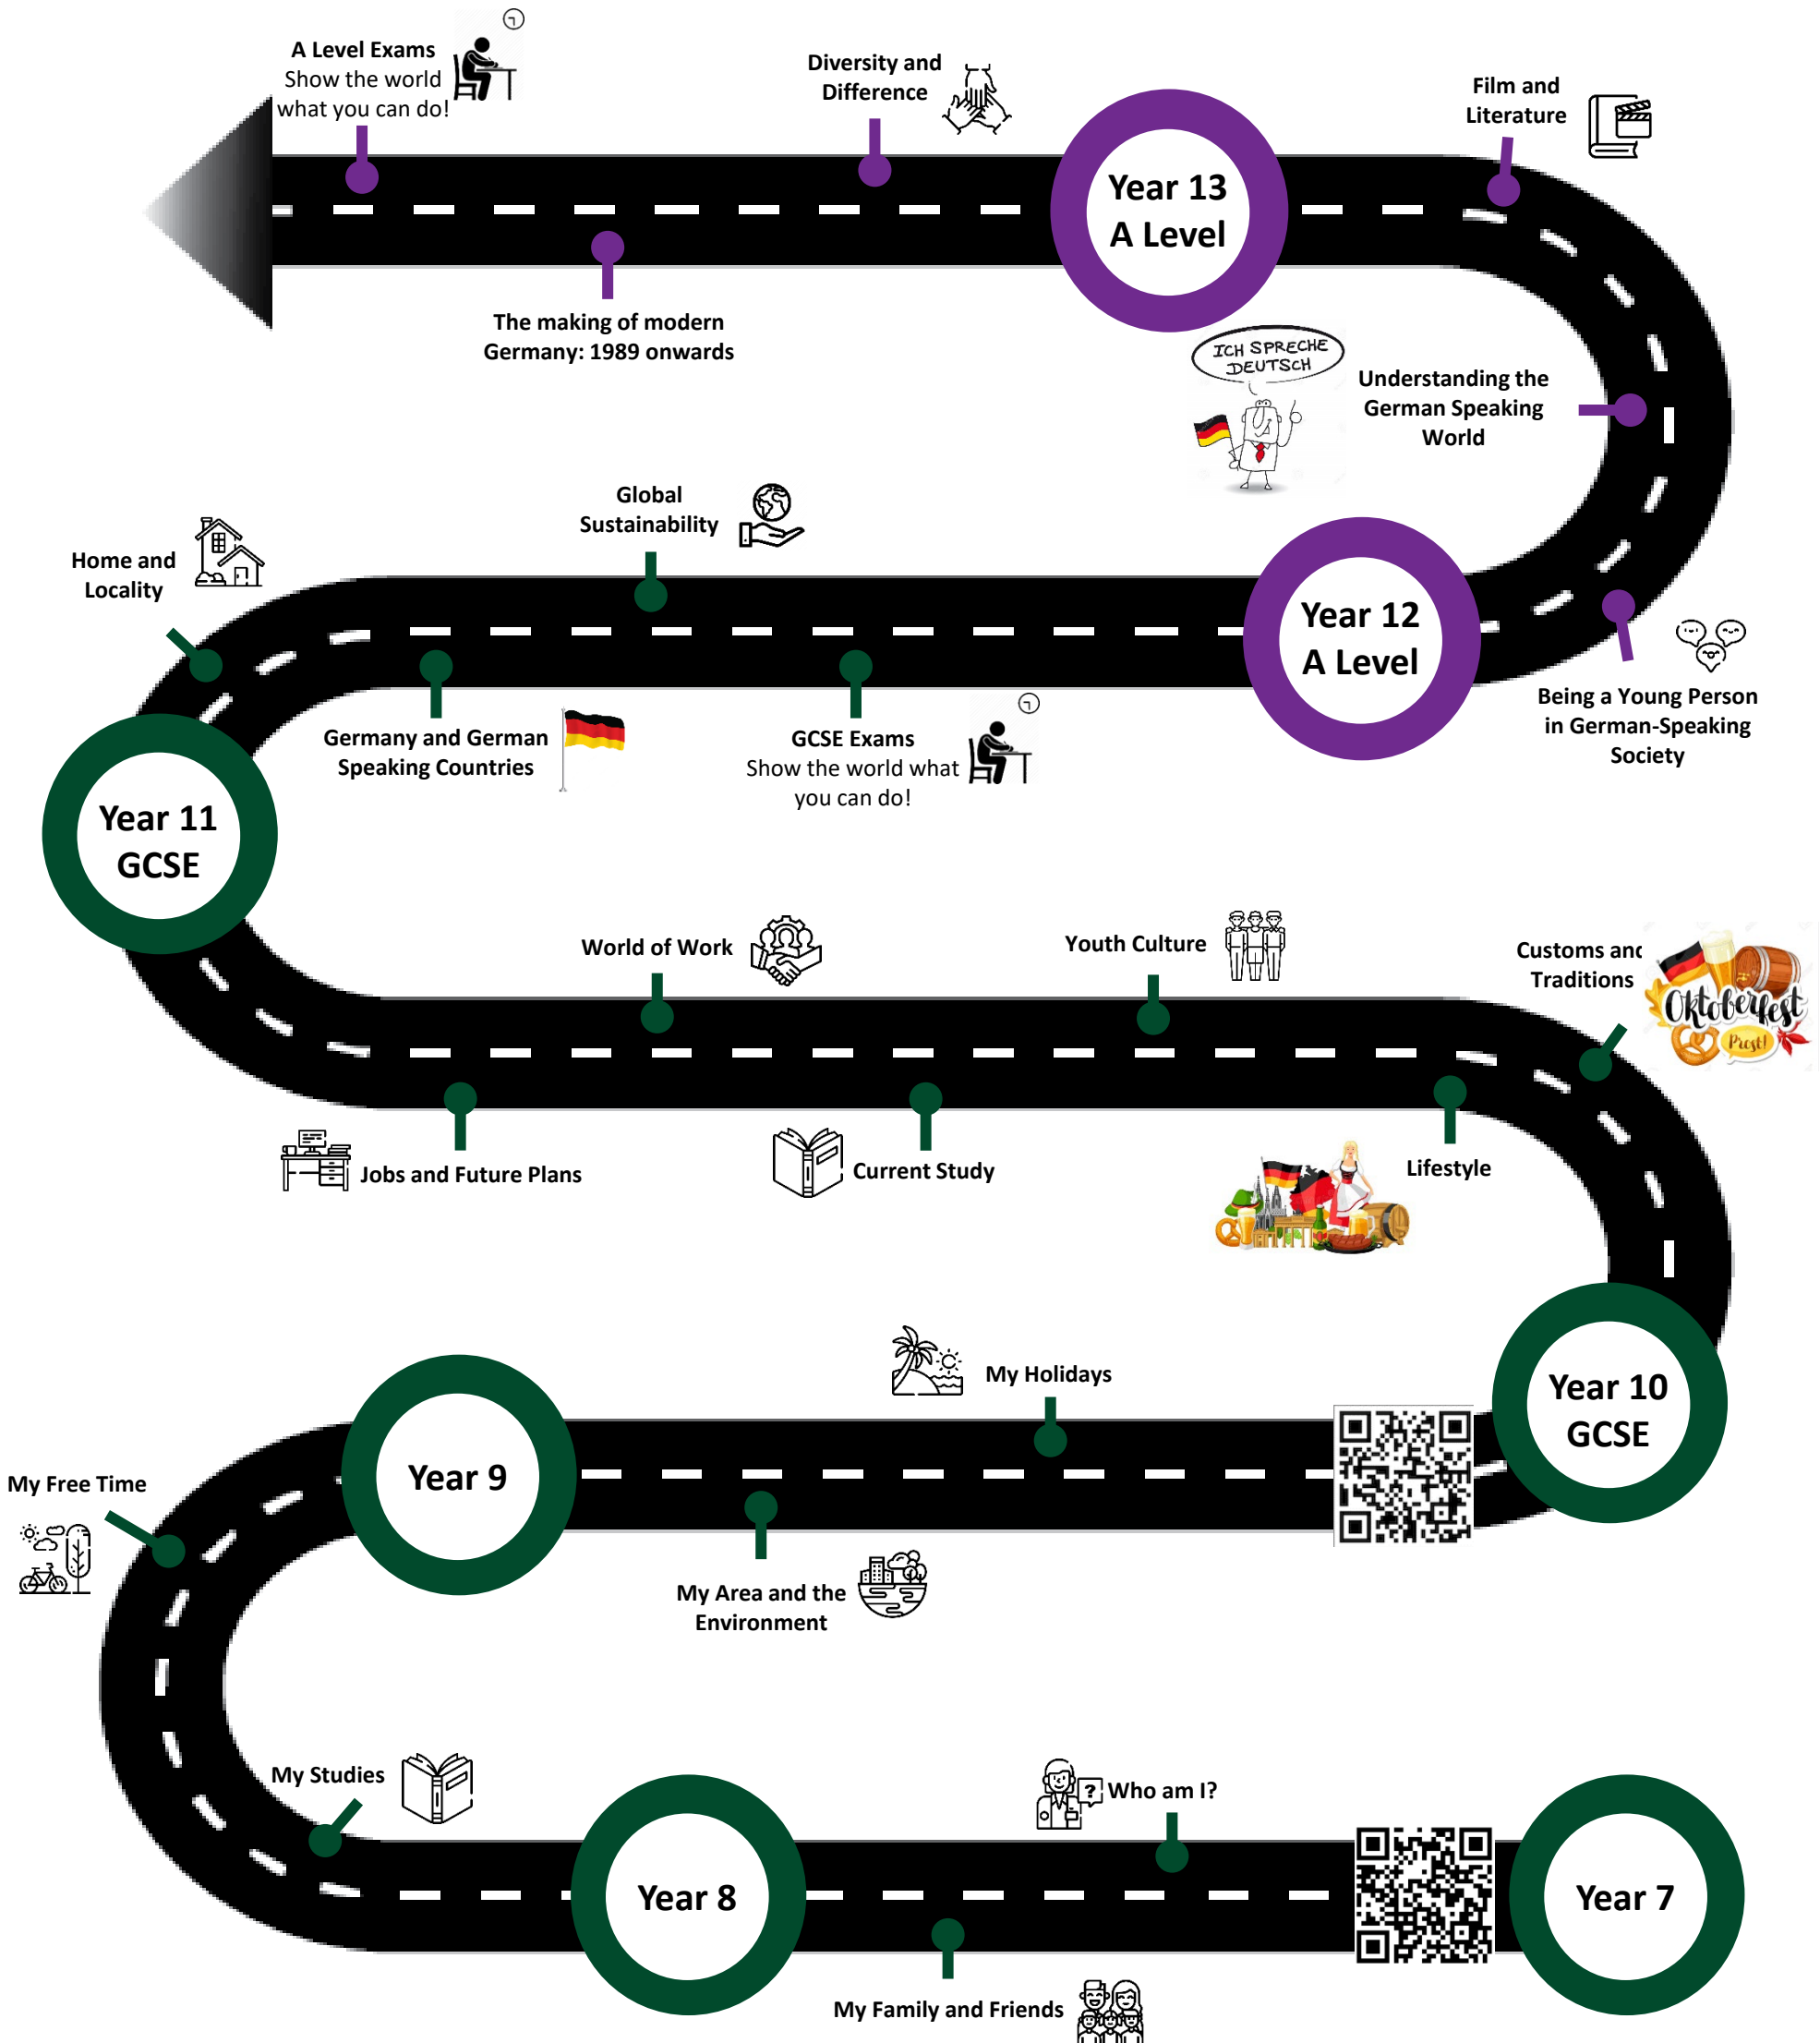 A Level Exams
Show the world
what you can do!
Diversity and
Difference
Film and
Literature
Year 13
A Level
The making of modern
Germany: 1989 onwards
ICH SPRECHE
DEUTSCH
Understanding the
German Speaking
World
Global
Sustainability
Home and
Locality
Year 12
A Level
Germany and German
Speaking Countries
GCSE Exams
Show the world what
you can do!
Being a Young Person
in German-Speaking
Society
Year 11
GCSE
World of Work
Youth Culture
Customs and
Traditions
Oktoberfest
Prost!
Jobs and Future Plans
Current Study
Lifestyle
My Holidays
Year 10
GCSE
Year 9
My Free Time
My Area and the
Environment
My Studies
Who am I?
?
Year 8
Year 7
My Family and Friends